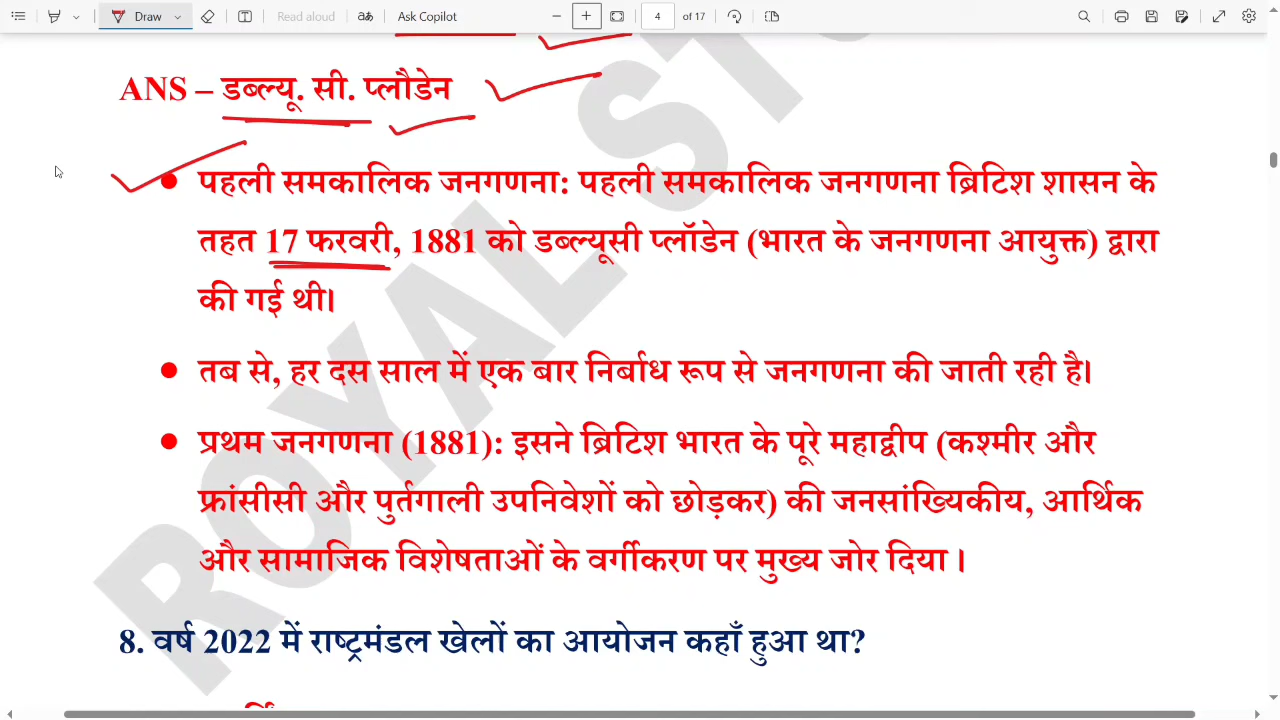 Draw
Read aloud
Ask Copilot
4
of 17
ANS – डब्ल्यू. सी. प्लौडेन
पहली समकालिक जनगणना: पहली समकालिक जनगणना ब्रिटिश शासन के
तहत 17 फरवरी, 1881 को डब्ल्यूसी प्लॉडेन (भारत के जनगणना आयुक्त) द्वारा
की गई थी।
तब से, हर दस साल में एक बार निर्बाध रूप से जनगणना की जाती रही है।
प्रथम जनगणना (1881): इसने ब्रिटिश भारत के पूरे महाद्वीप (कश्मीर और
फ्रांसीसी और पुर्तगाली उपनिवेशों को छोड़कर) की जनसांख्यिकीय, आर्थिक
और सामाजिक विशेषताओं के वर्गीकरण पर मुख्य जोर दिया ।
8. वर्ष 2022 में राष्ट्रमंडल खेलों का आयोजन कहाँ हुआ था?
ROYAL ST